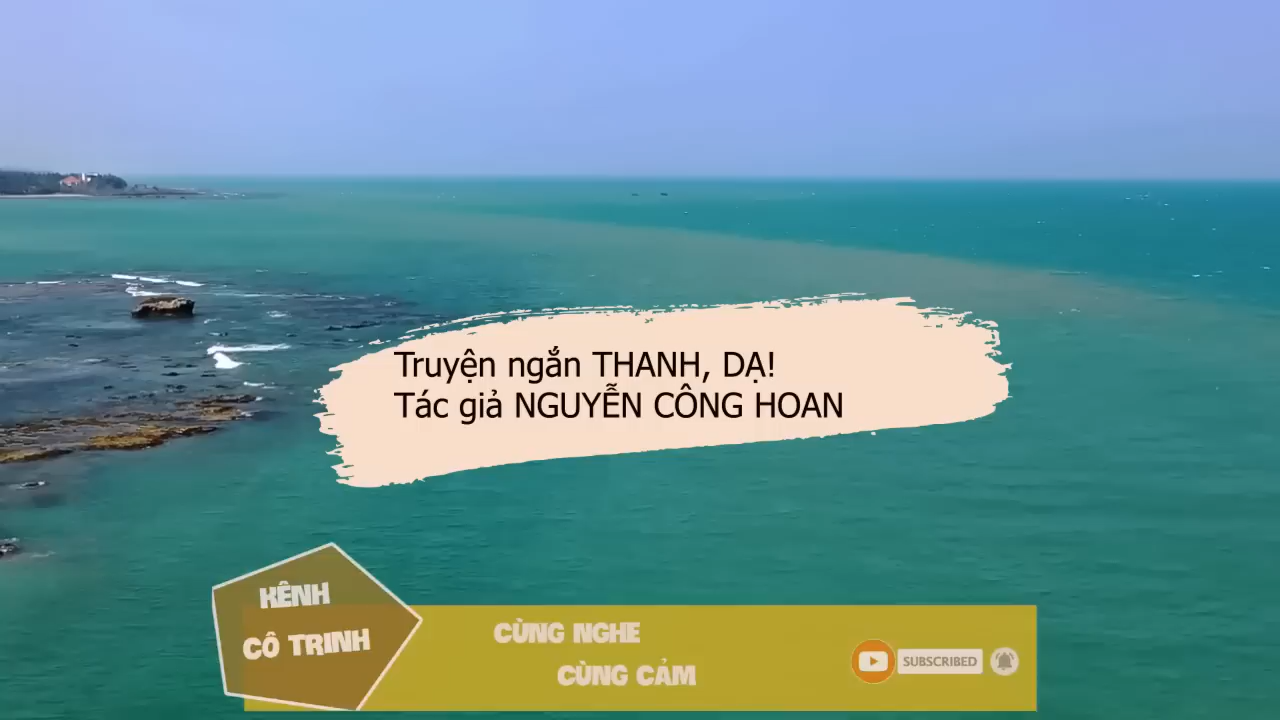 Truyện ngắn THANH, DẠ!
Tác giả NGUYỄN CÔNG HOAN
KÊNH
CÔ TRINH
CÙNG NGHE
CÙNG CẢM
SUBSCRIBED